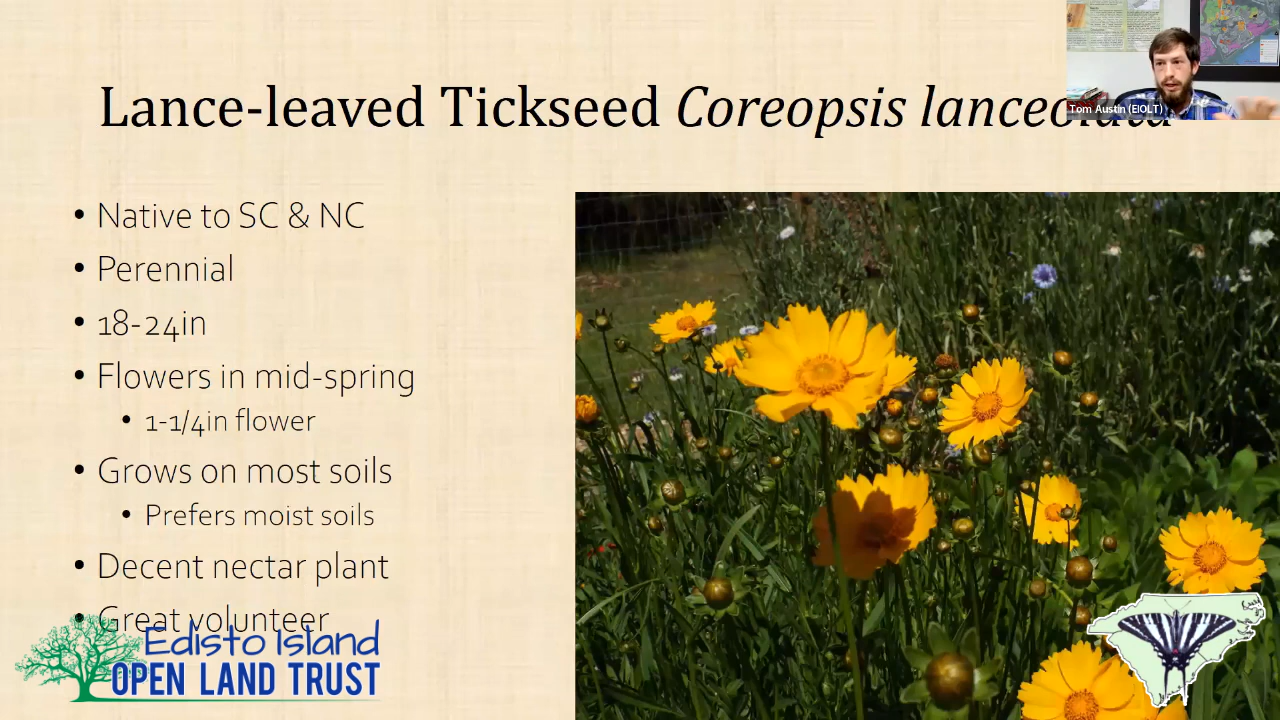 Lance-leaved Tickseed Coreopsis lanceolata
Tom Austin (EIOLT)
• Native to SC & NC
• Perennial
• 18-24in
• Flowers in mid-spring
• 1-1/4in flower
• Grows on most soils
• Prefers moist soils
• Decent nectar plant
• Great volunteer
Edisto Island
OPEN LAND TRUST